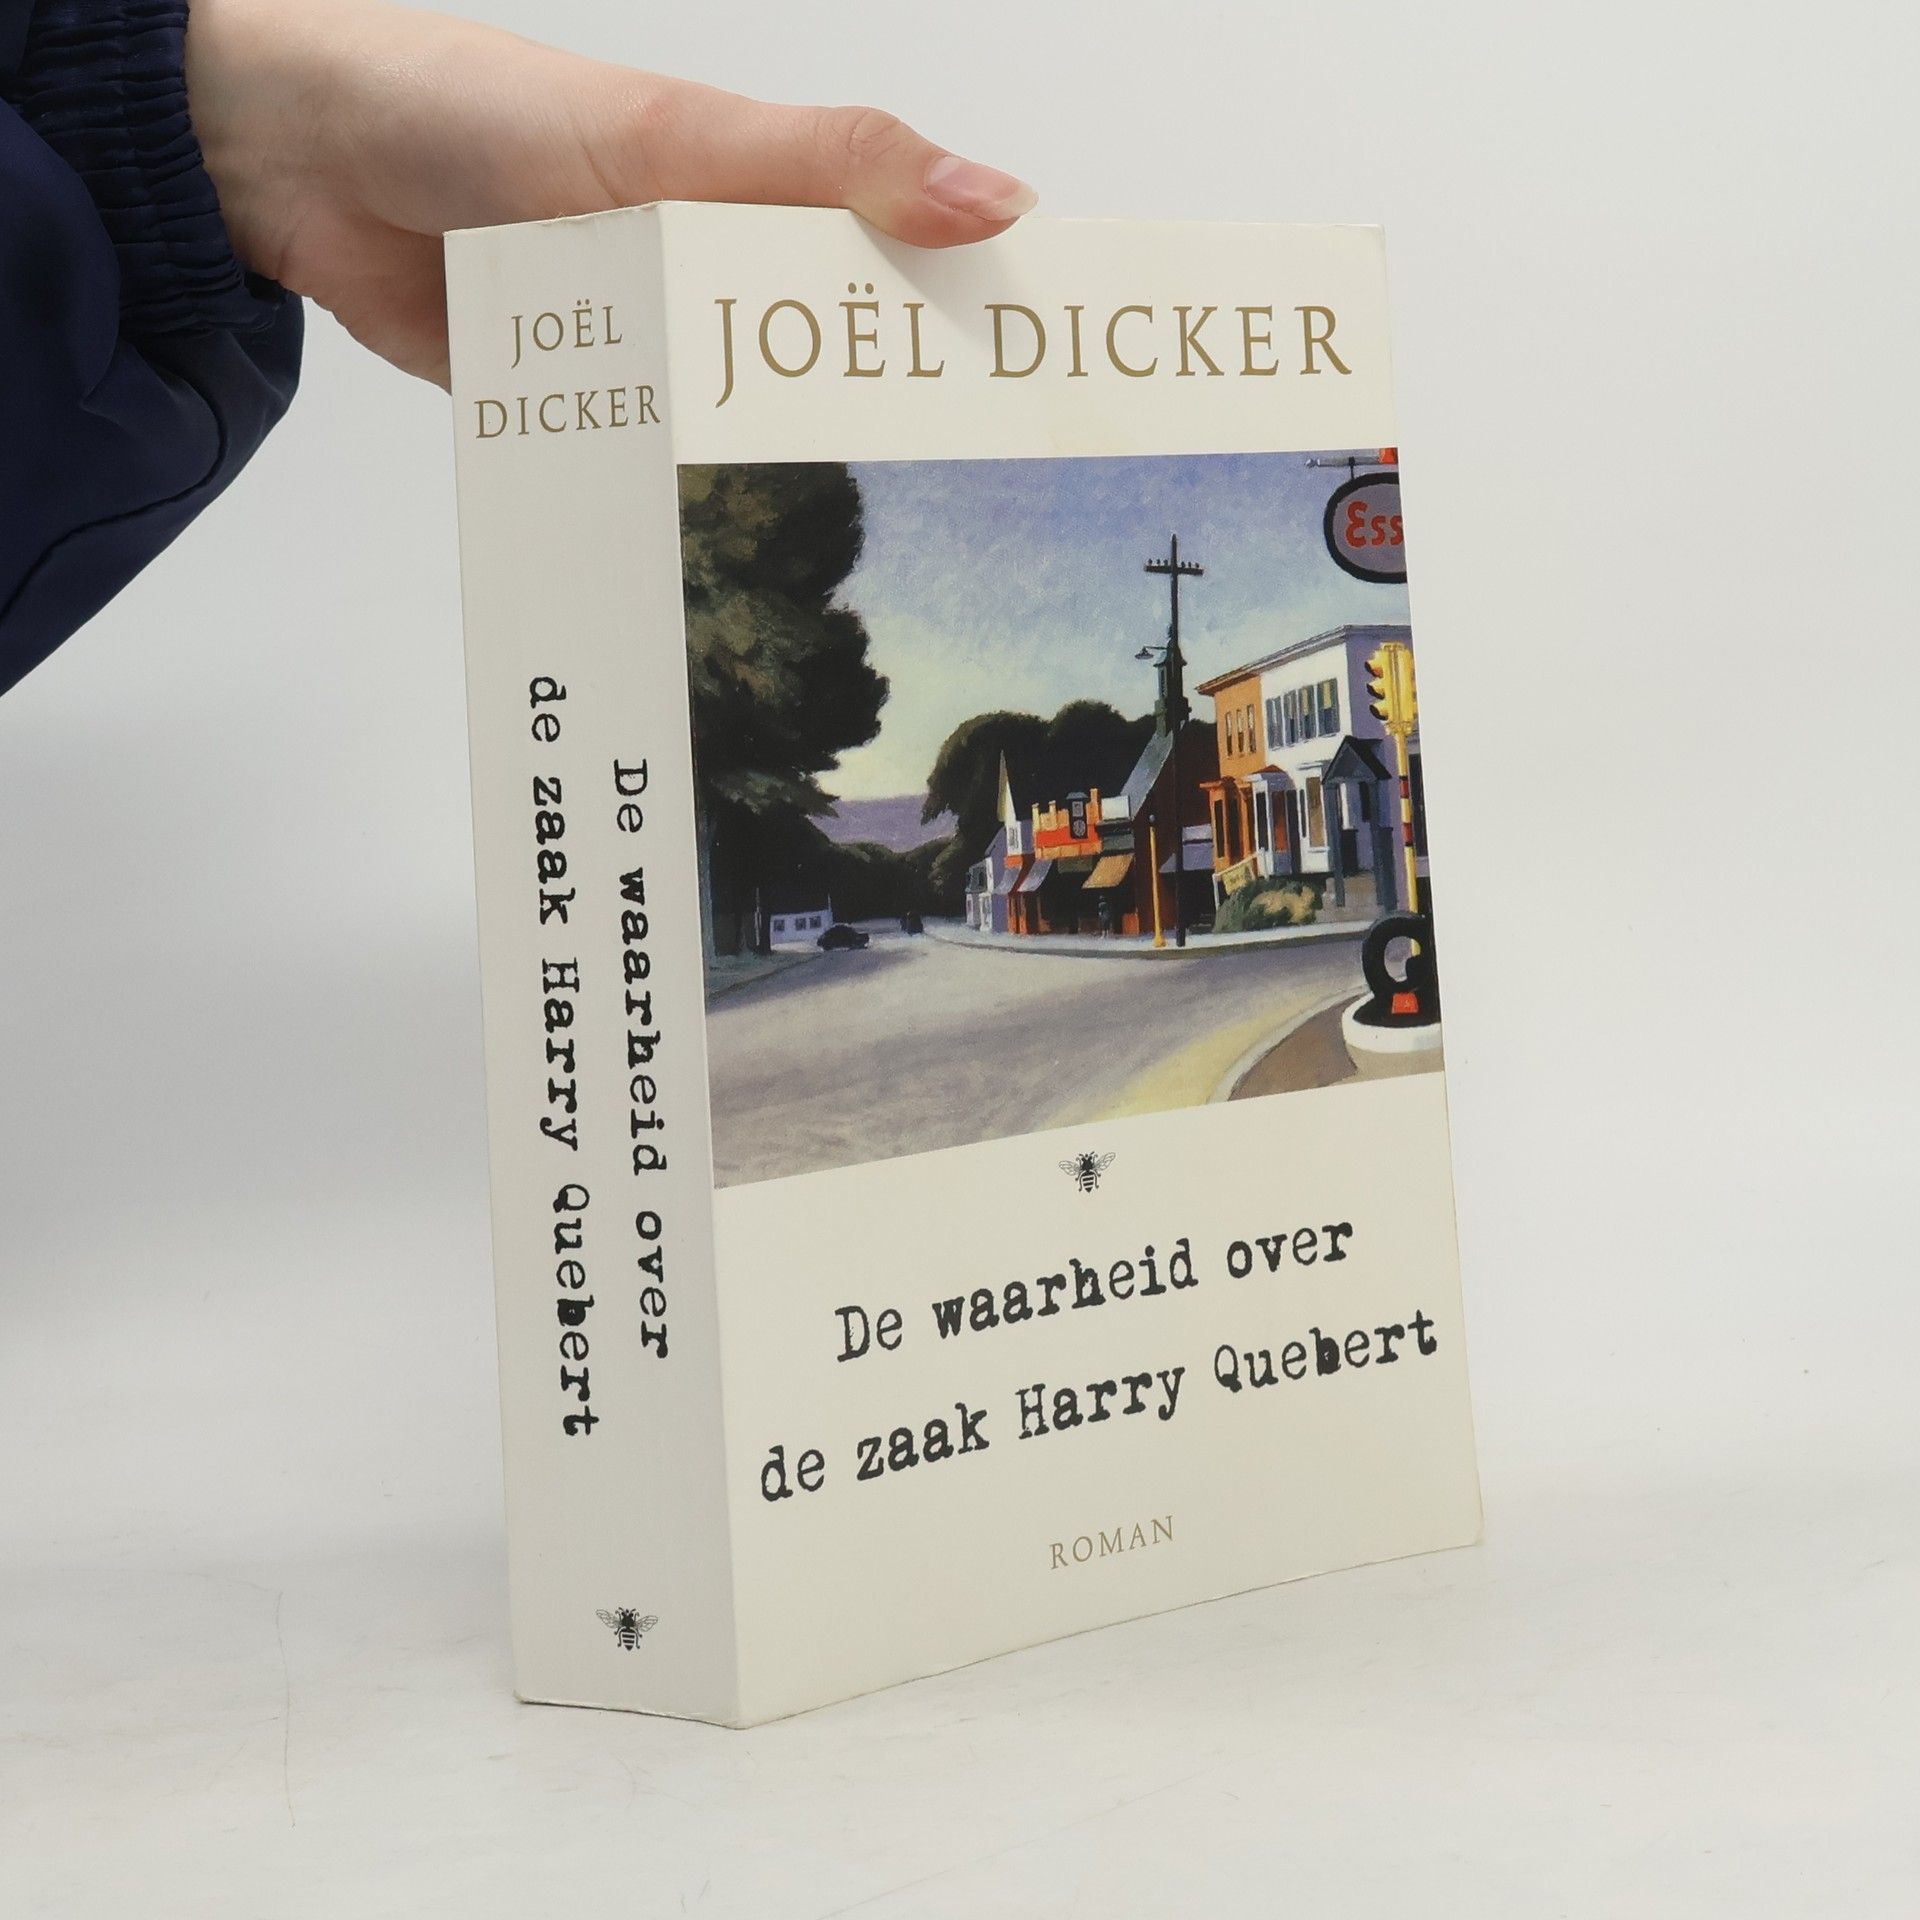 JOËL
DICKER
De waarheid over
de zaak Harry Quebert
JOËL DICKER
Ess
De waarheid over
de zaak Harry Quebert
ROMAN